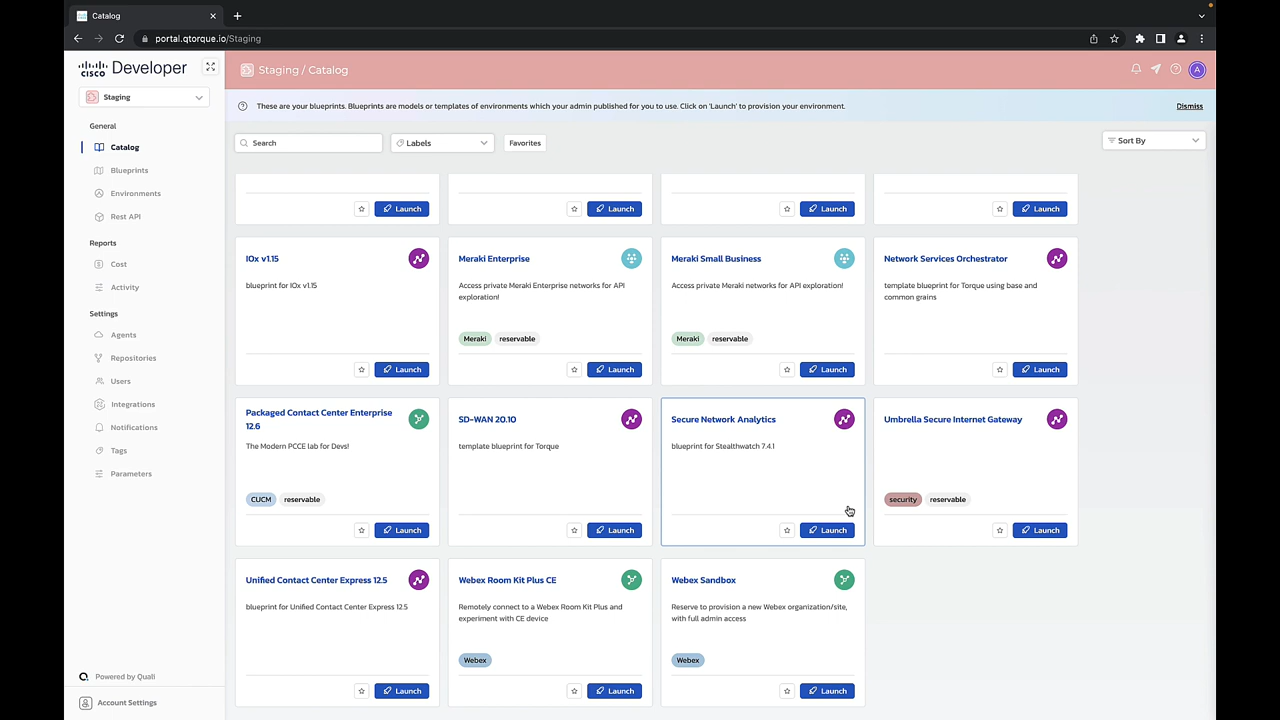 Catalog
portal.qtorque.io/Staging
cisco Developer
Staging
General
Catalog
Blueprints
Environments
Rest API
Reports
Cost
Activity
Settings
Agents
Repositories
Users
Integrations
Notifications
Tags
Parameters
Powered by Quali
Account Settings
Staging / Catalog
A
These are your blueprints. Blueprints are models or templates of environments which your admin published for you to use. Click on 'Launch' to provision your environment.
Dismiss
Search
Labels
Favorites
Sort By
Launch
Launch
Launch
Launch
IOx v1.15
blueprint for IOx v1.15
Launch
Meraki Enterprise
Access private Meraki Enterprise networks for API
exploration!
Meraki reservable
Launch
Meraki Small Business
Access private Meraki networks for API exploration!
Meraki reservable
Launch
Network Services Orchestrator
template blueprint for Torque using base and
common grains
Launch
Packaged Contact Center Enterprise
12.6
The Modern PCCE lab for Devs!
CUCM reservable
Launch
SD-WAN 20.10
template blueprint for Torque
Launch
Secure Network Analytics
blueprint for Stealthwatch 7.4.1
Launch
Umbrella Secure Internet Gateway
security reservable
Launch
Unified Contact Center Express 12.5
blueprint for Unified Contact Center Express 12.5
Launch
Webex Room Kit Plus CE
Remotely connect to a Webex Room Kit Plus and
experiment with CE device
Webex
Launch
Webex Sandbox
Reserve to provision a new Webex organization/site,
with full admin access
Webex
Launch